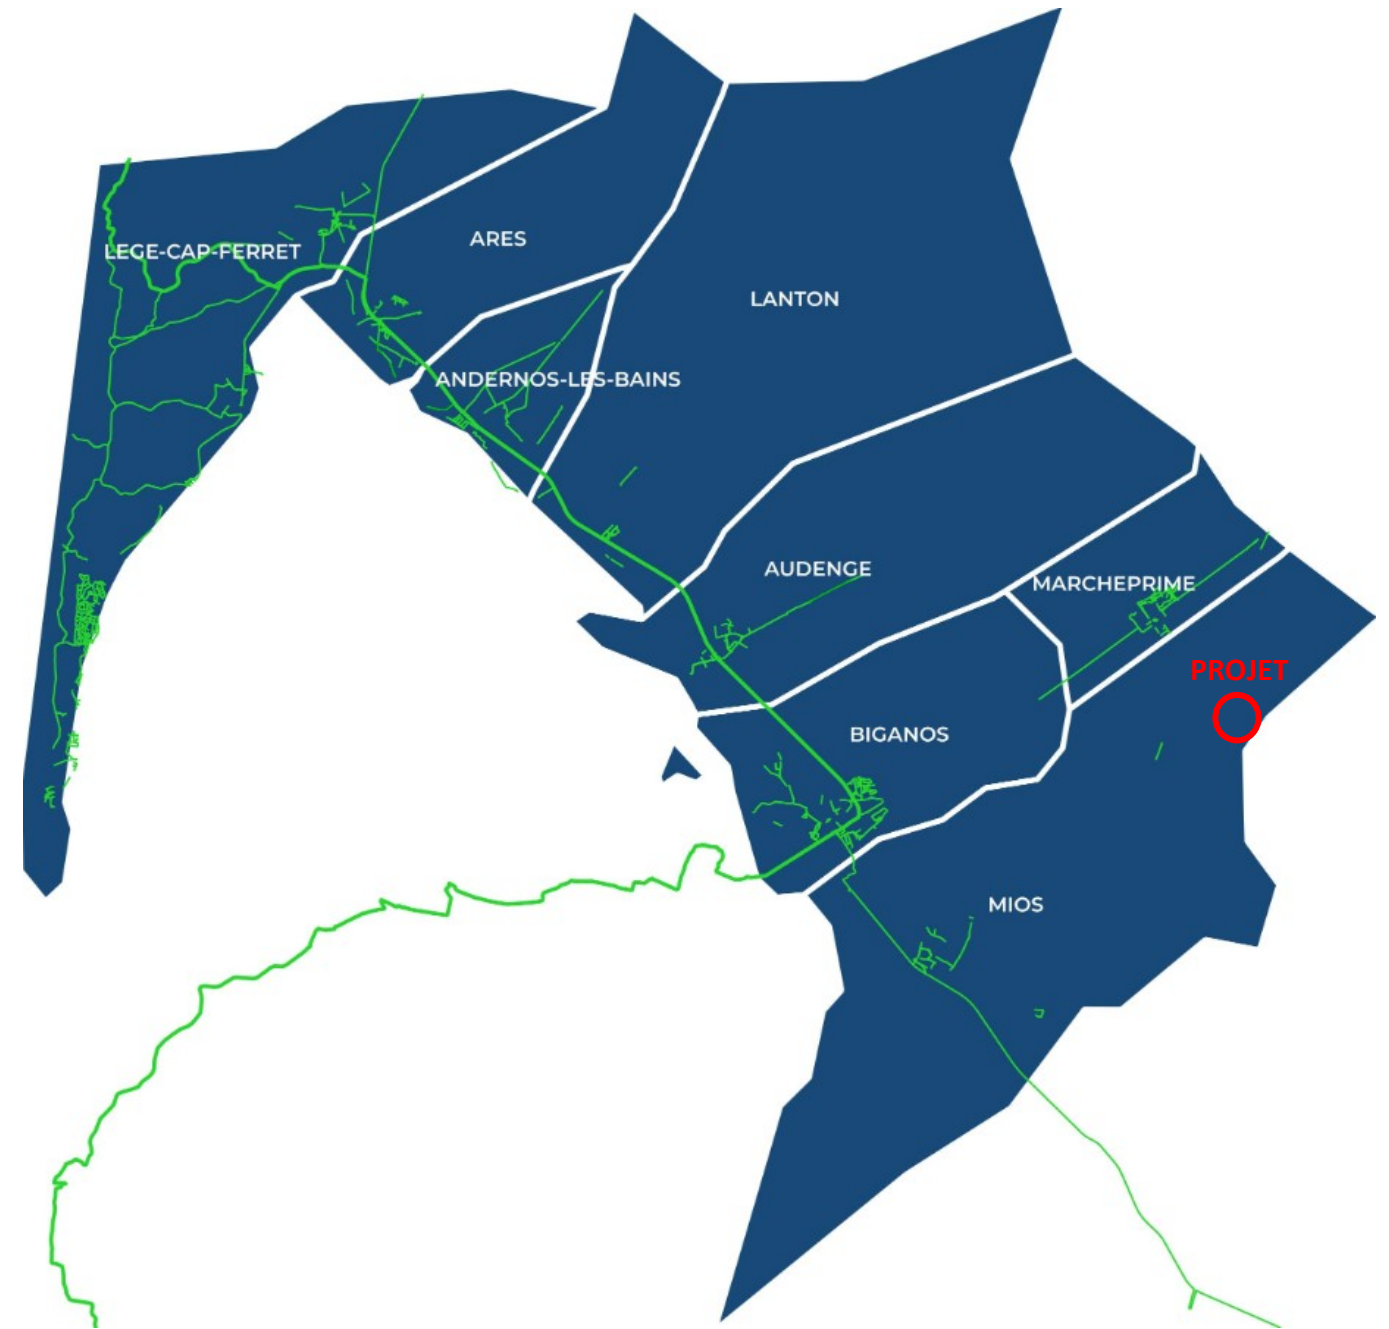 LEGE-CAP-FERRET
ARES
LANTON
ANDERNOS-LES-BAINS
AUDENGE
MARCHEPRIME
PROJET
BIGANOS
MIOS